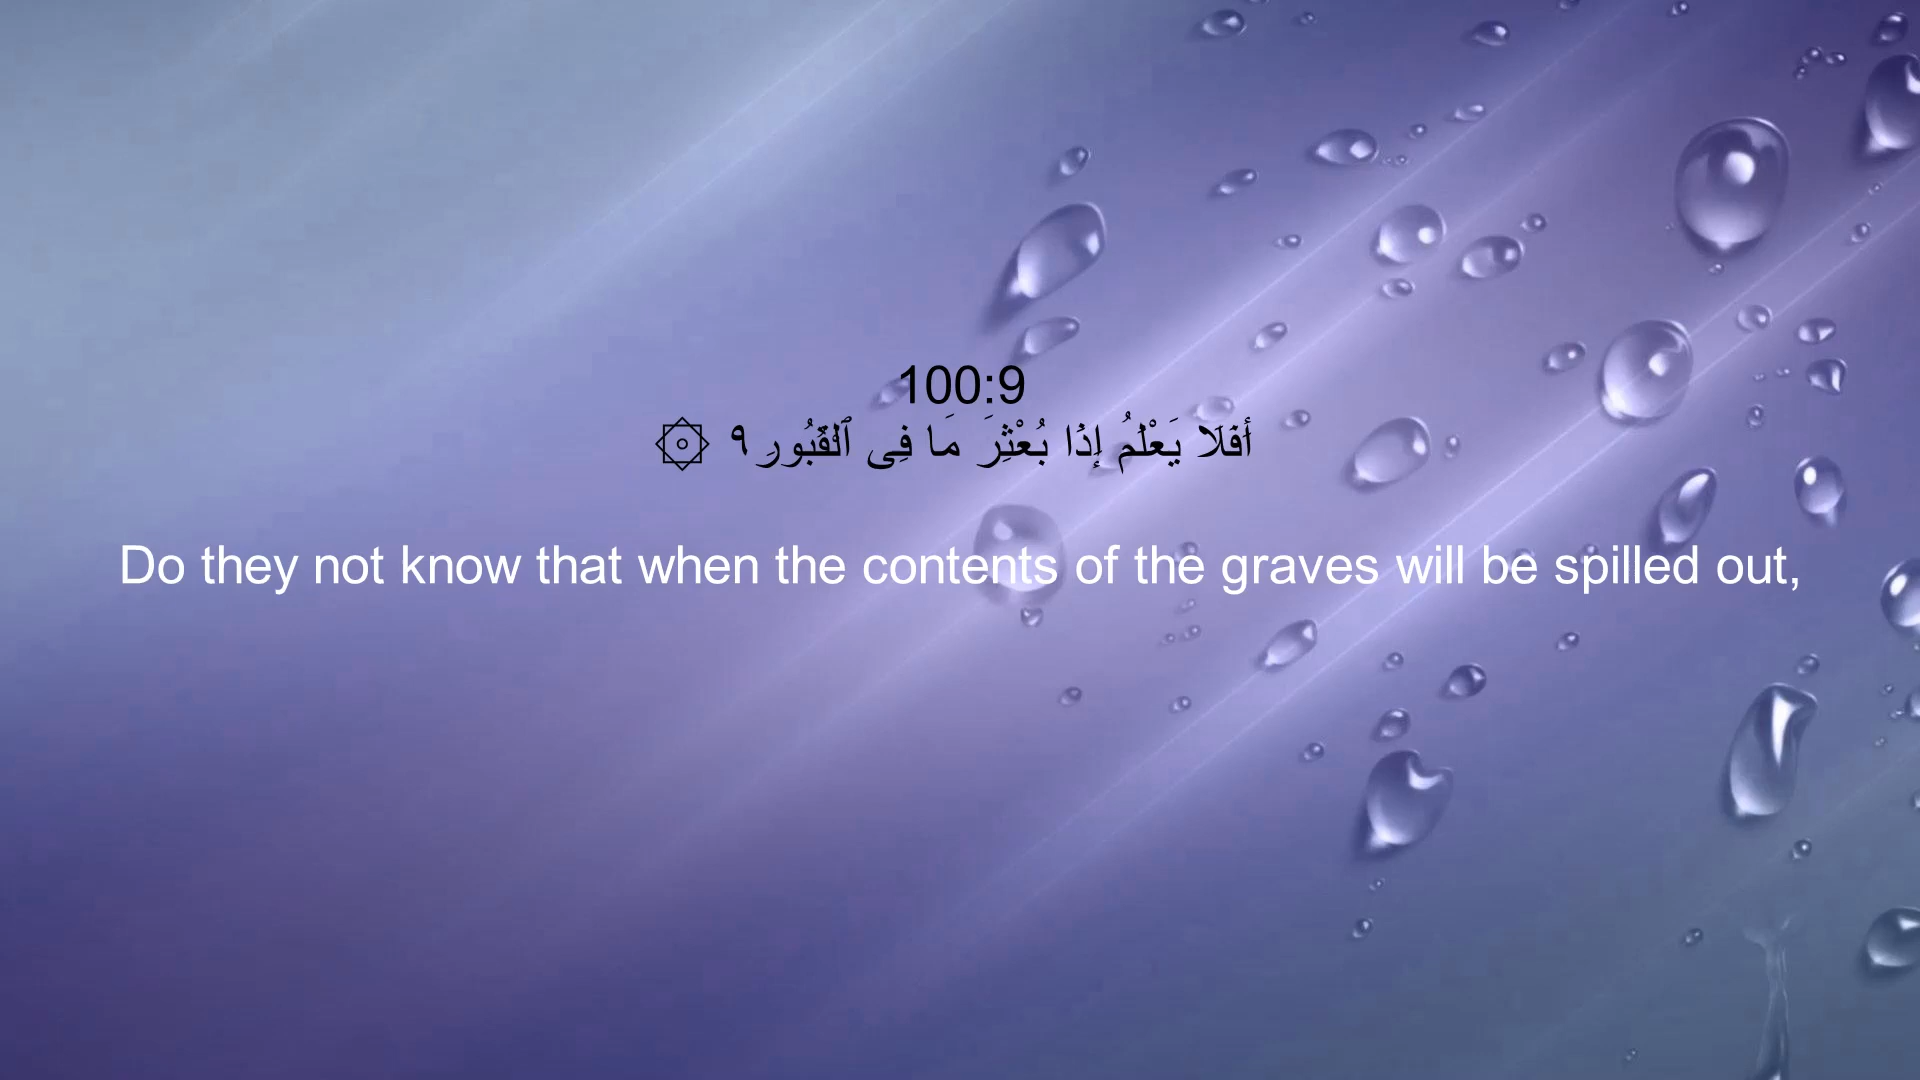 100:9
۞ أَفَلَا يَعْلَمُ إِذَا بُعْثِرَ مَا فِى ٱلْقُبُورِ ٩
Do they not know that when the contents of the graves will be spilled out,